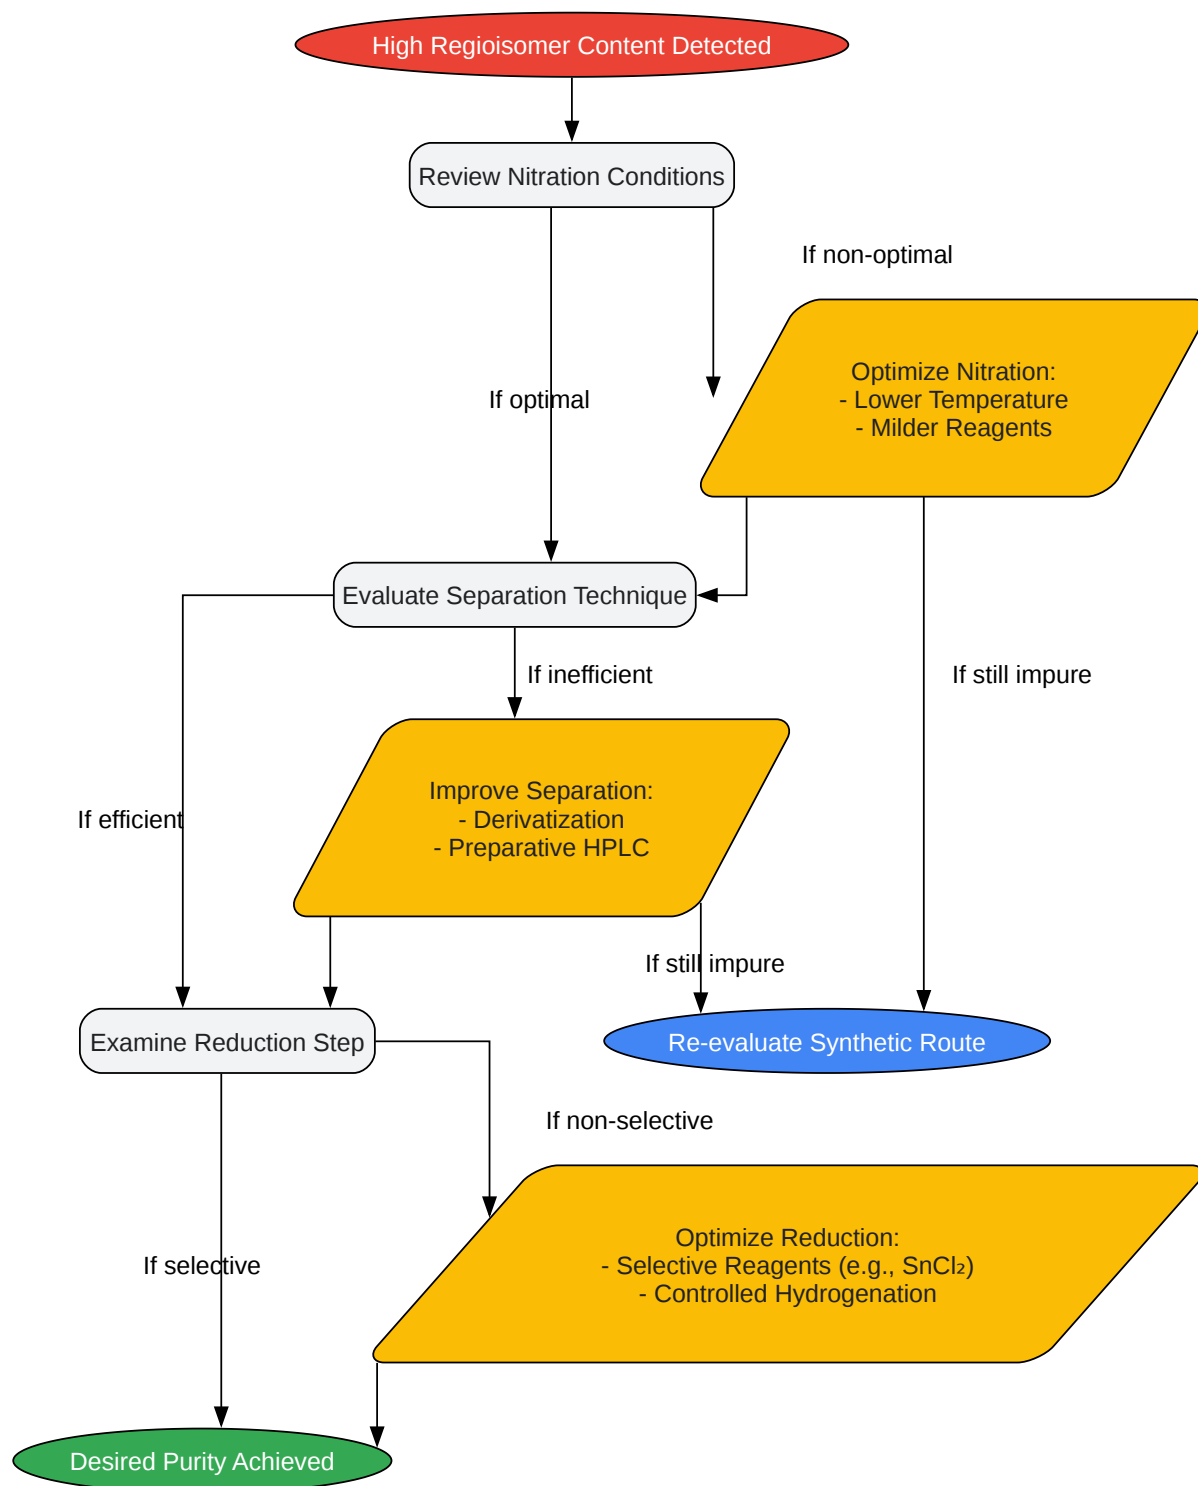 High Regioisomer Content Detected
Review Nitration Conditions
If non-optimal
Optimize Nitration:
- Lower Temperature
- Milder Reagents
If optimal
Evaluate Separation Technique
If inefficient
If still impure
Improve Separation:
- Derivatization
- Preparative HPLC
If efficient
If still impure
Examine Reduction Step
Re-evaluate Synthetic Route
If non-selective
Optimize Reduction:
- Selective Reagents (e.g., SnCl₂)
- Controlled Hydrogenation
If selective
Desired Purity Achieved